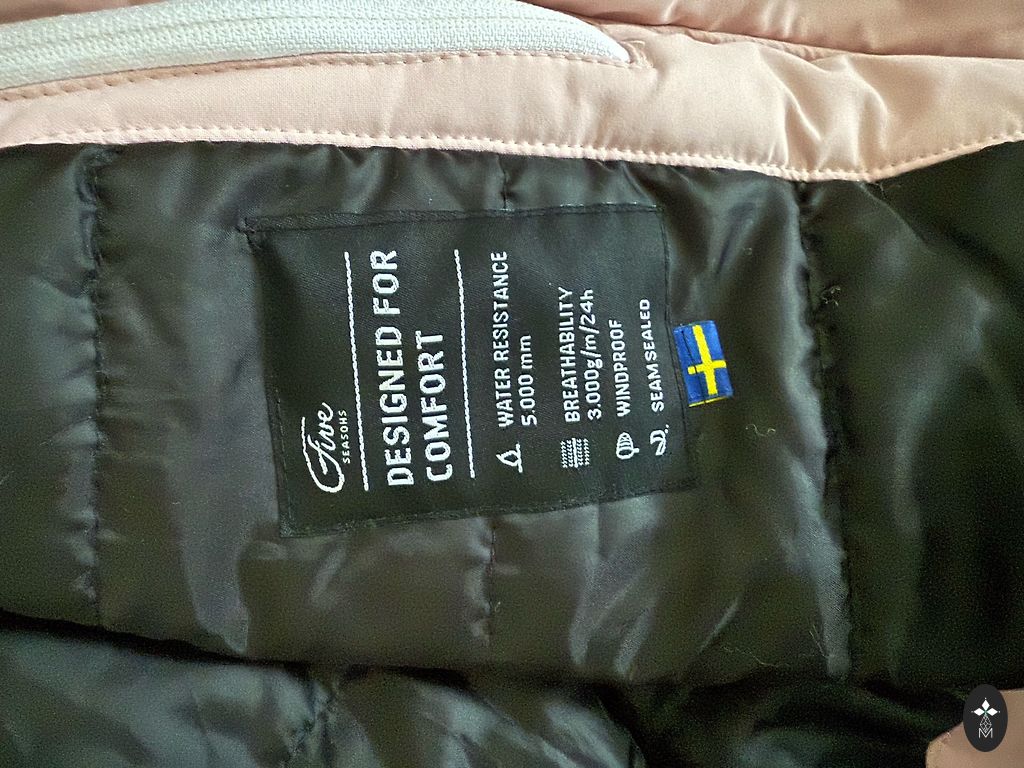 Five
SEASONS
DESIGNED FOR
COMFORT
WATER RESISTANCE
5.000 mm
BREATHABILITY
3.000g/m/24h
WINDPROOF
SEAMSEALED
M